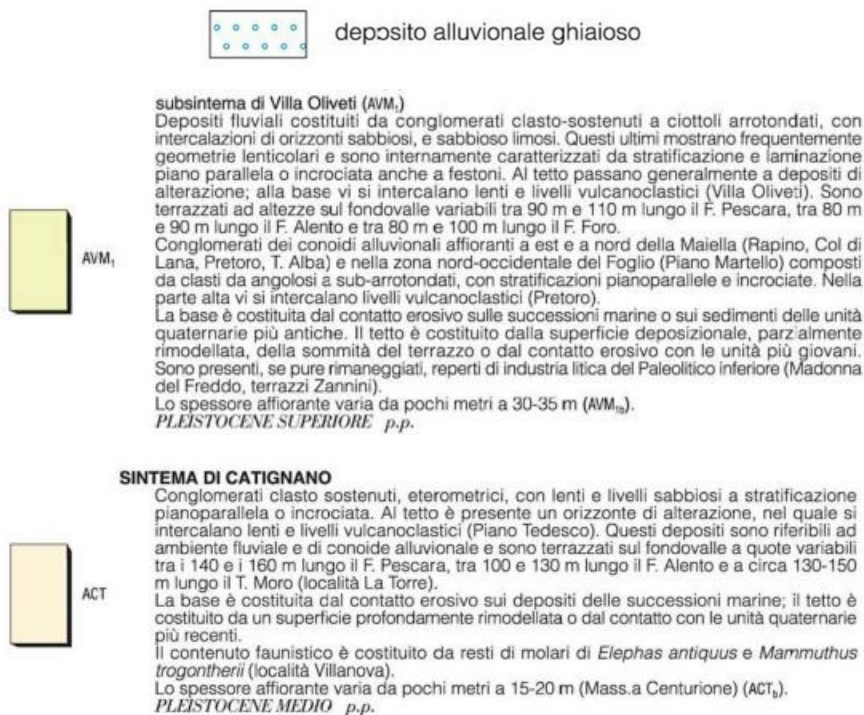 deposito alluvionale ghiaioso
subsintema di Villa Oliveti (AVM₁)
Depositi fluviali costituiti da conglomerati clasto-sostenuti a ciottoli arrotondati, con
intercalazioni di orizzonti sabbiosi, e sabbioso limosi. Questi ultimi mostrano frequentemente
geometrie lenticolari e sono internamente caratterizzati da stratificazione e laminazione
piano parallela o incrociata anche a festoni. Al tetto passano generalmente a depositi di
alterazione; alla base vi si intercalano lenti e livelli vulcanoclastici (Villa Oliveti). Sono
terrazzati ad altezze sul fondovalle variabili tra 90 m e 110 m lungo il F. Pescara, tra 80 m
e 90 m lungo il F. Alento e tra 80 m e 100 m lungo il F. Foro.
AVM₁
Conglomerati dei conoidi alluvionali affioranti a est e a nord della Maiella (Rapino, Col di
Lana, Pretoro, T. Alba) e nella zona nord-occidentale del Foglio (Piano Martello) composti
da clasti da angolosi a sub-arrotondati, con stratificazioni pianoparallele e incrociate. Nella
parte alta vi si intercalano livelli vulcanoclastici (Pretoro).
La base è costituita dal contatto erosivo sulle successioni marine o sui sedimenti delle unità
quaternarie più antiche. Il tetto è costituito dalla superficie deposizionale, parzialmente
rimodellata, della sommità del terrazzo o dal contatto erosivo con le unità più giovani.
Sono presenti, se pure rimaneggiati, reperti di industria litica del Paleolitico inferiore (Madonna
del Freddo, terrazzi Zannini).
Lo spessore affiorante varia da pochi metri a 30-35 m (AVM₁b).
PLEISTOCENE SUPERIORE p.p.
SINTEMA DI CATIGNANO
Conglomerati clasto sostenuti, eterometrici, con lenti e livelli sabbiosi a stratificazione
pianoparallela o incrociata. Al tetto è presente un orizzonte di alterazione, nel quale si
intercalano lenti e livelli vulcanoclastici (Piano Tedesco). Questi depositi sono riferibili ad
ambiente fluviale e di conoide alluvionale e sono terrazzati sul fondovalle a quote variabili
tra i 140 e i 160 m lungo il F. Pescara, tra 100 e 130 m lungo il F. Alento e a circa 130-150
m lungo il T. Moro (località La Torre).
ACT
La base è costituita dal contatto erosivo sui depositi delle successioni marine; il tetto è
costituito da un superficie profondamente rimodellata o dal contatto con le unità quaternarie
più recenti.
Il contenuto faunistico è costituito da resti di molari di Elephas antiquus e Mammuthus
trogontherii (località Villanova).
Lo spessore affiorante varia da pochi metri a 15-20 m (Mass.a Centurione) (ACTb).
PLEISTOCENE MEDIO p.p.